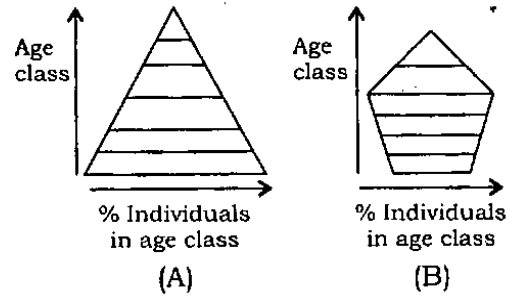 Age
class
% Individuals
in age class
(A)
Age
class
% Individuals
in age class
(B)